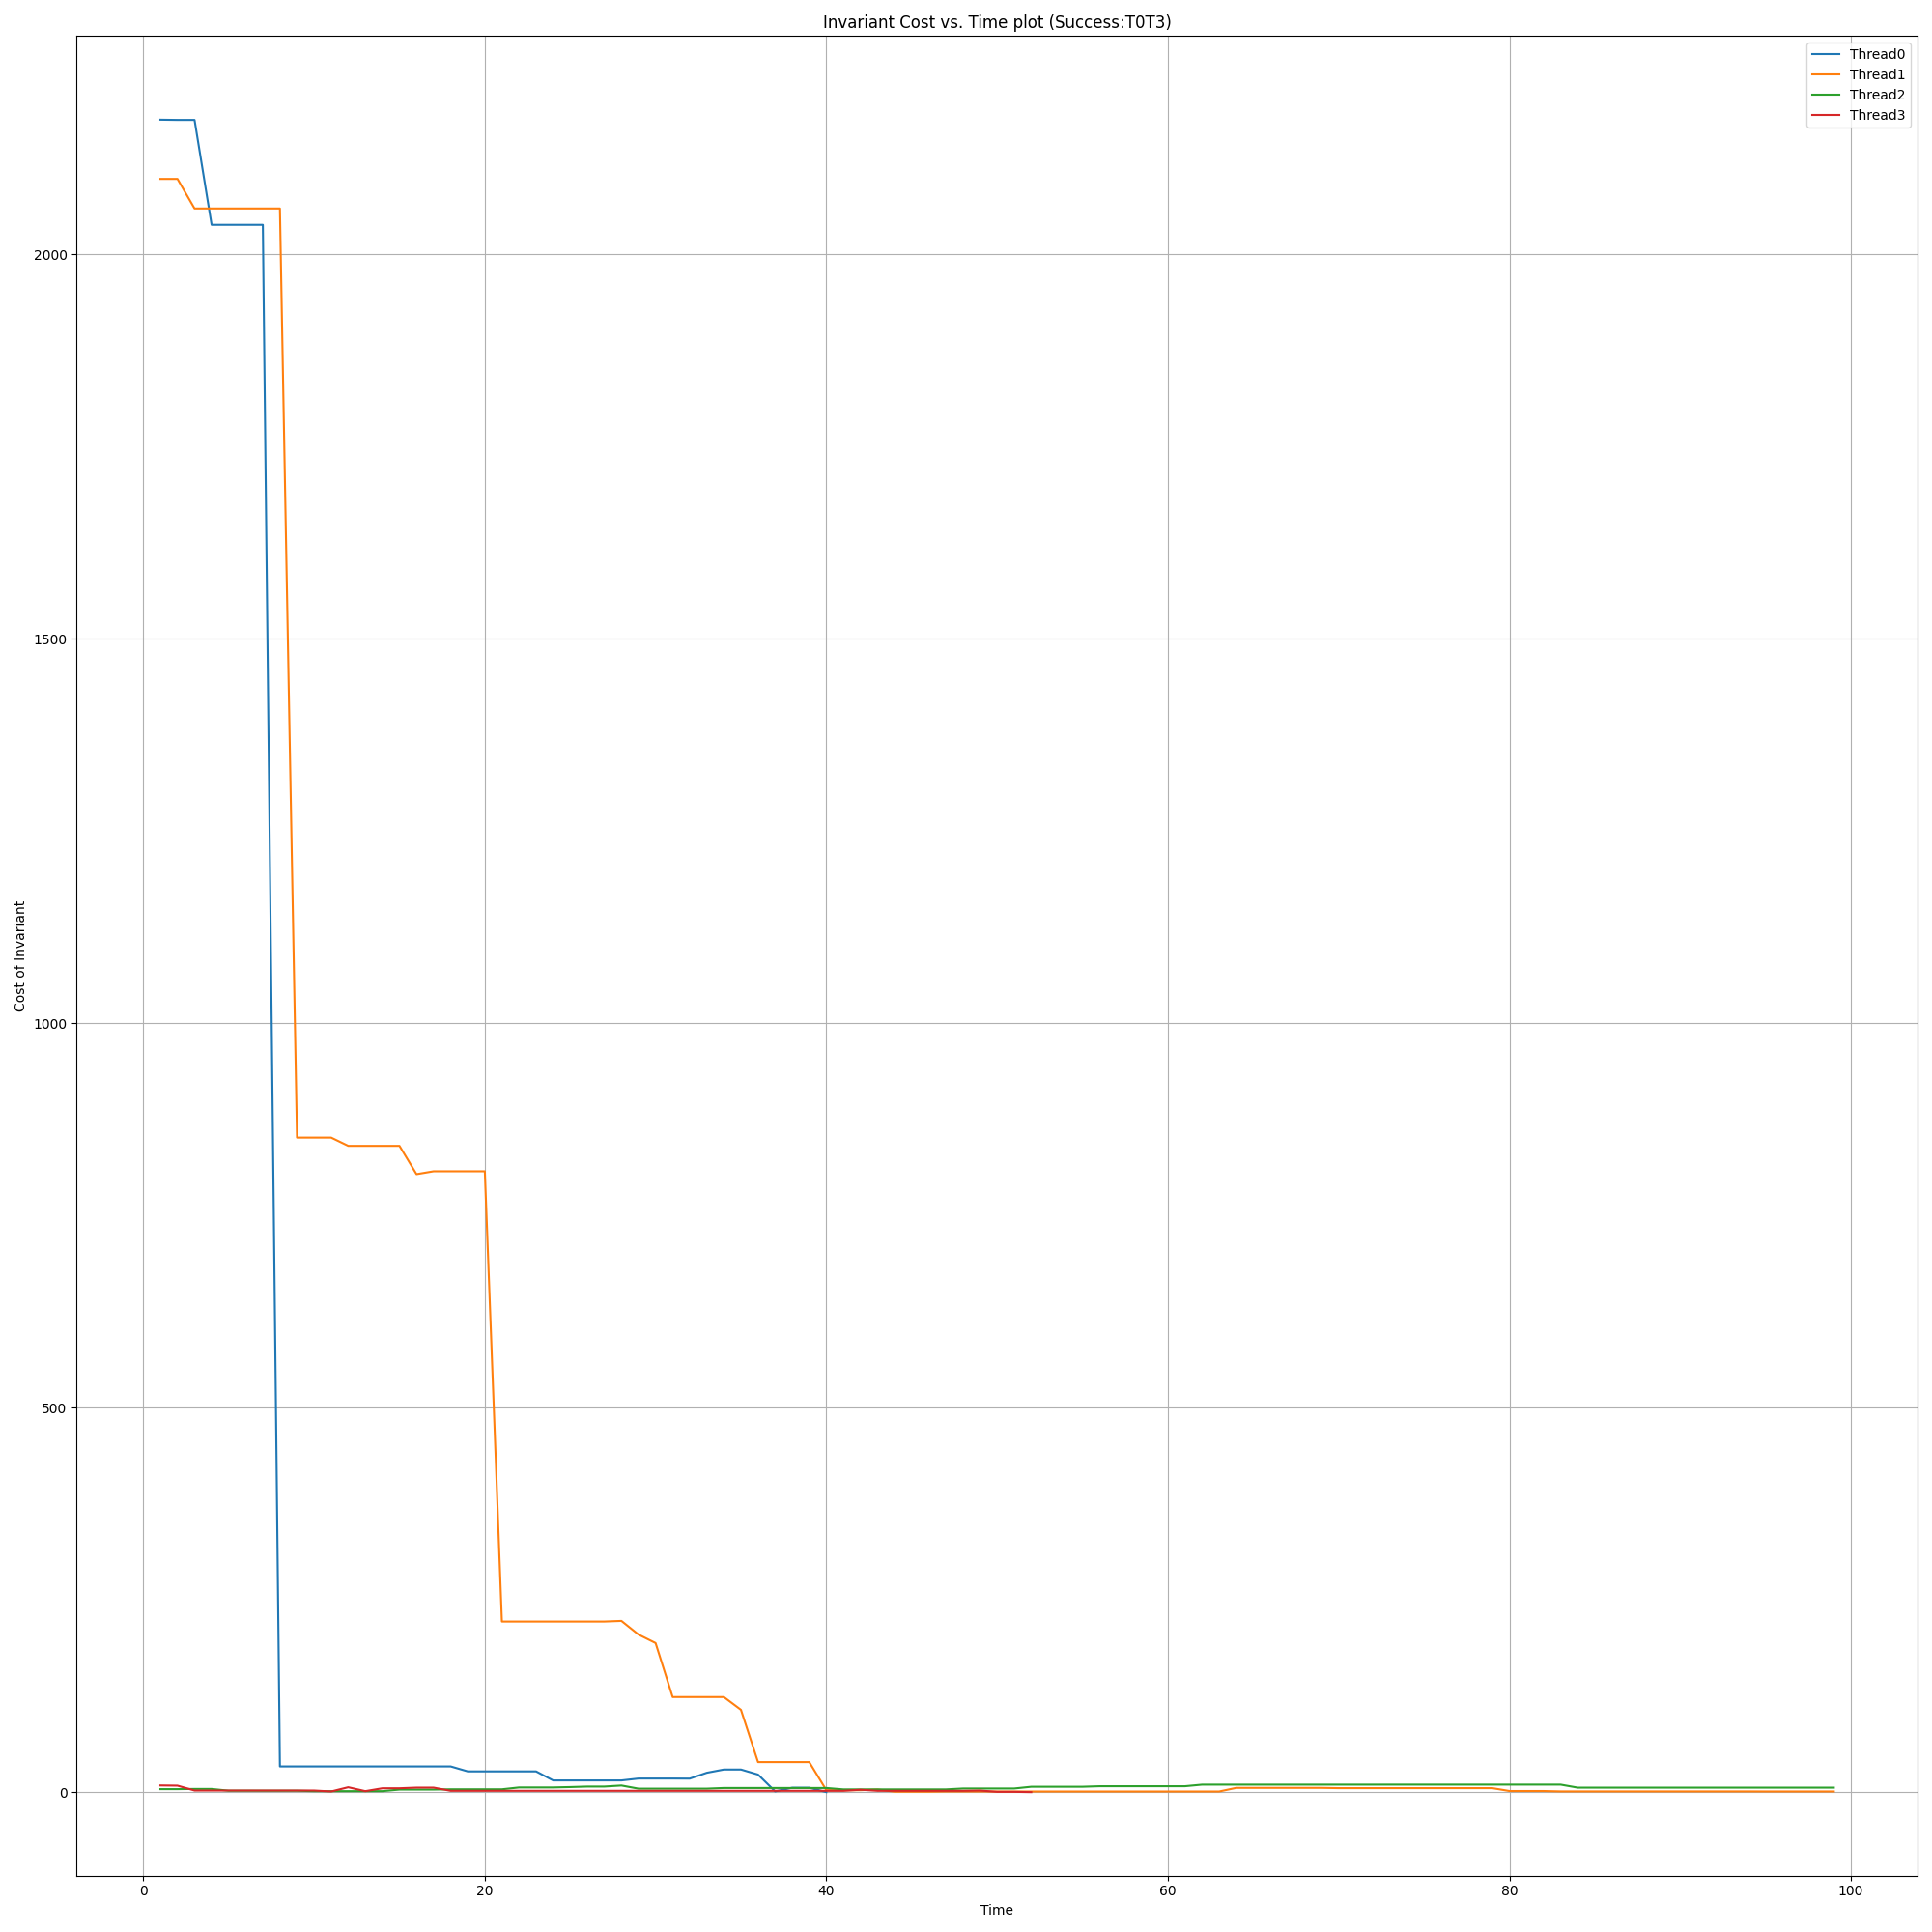 Invariant Cost vs. Time plot (Success:T0T3)
Thread0
Thread1
Thread2
Thread3
2000
1500
1000
500
0
Cost of Invariant
0 20 40 60 80 100
Time